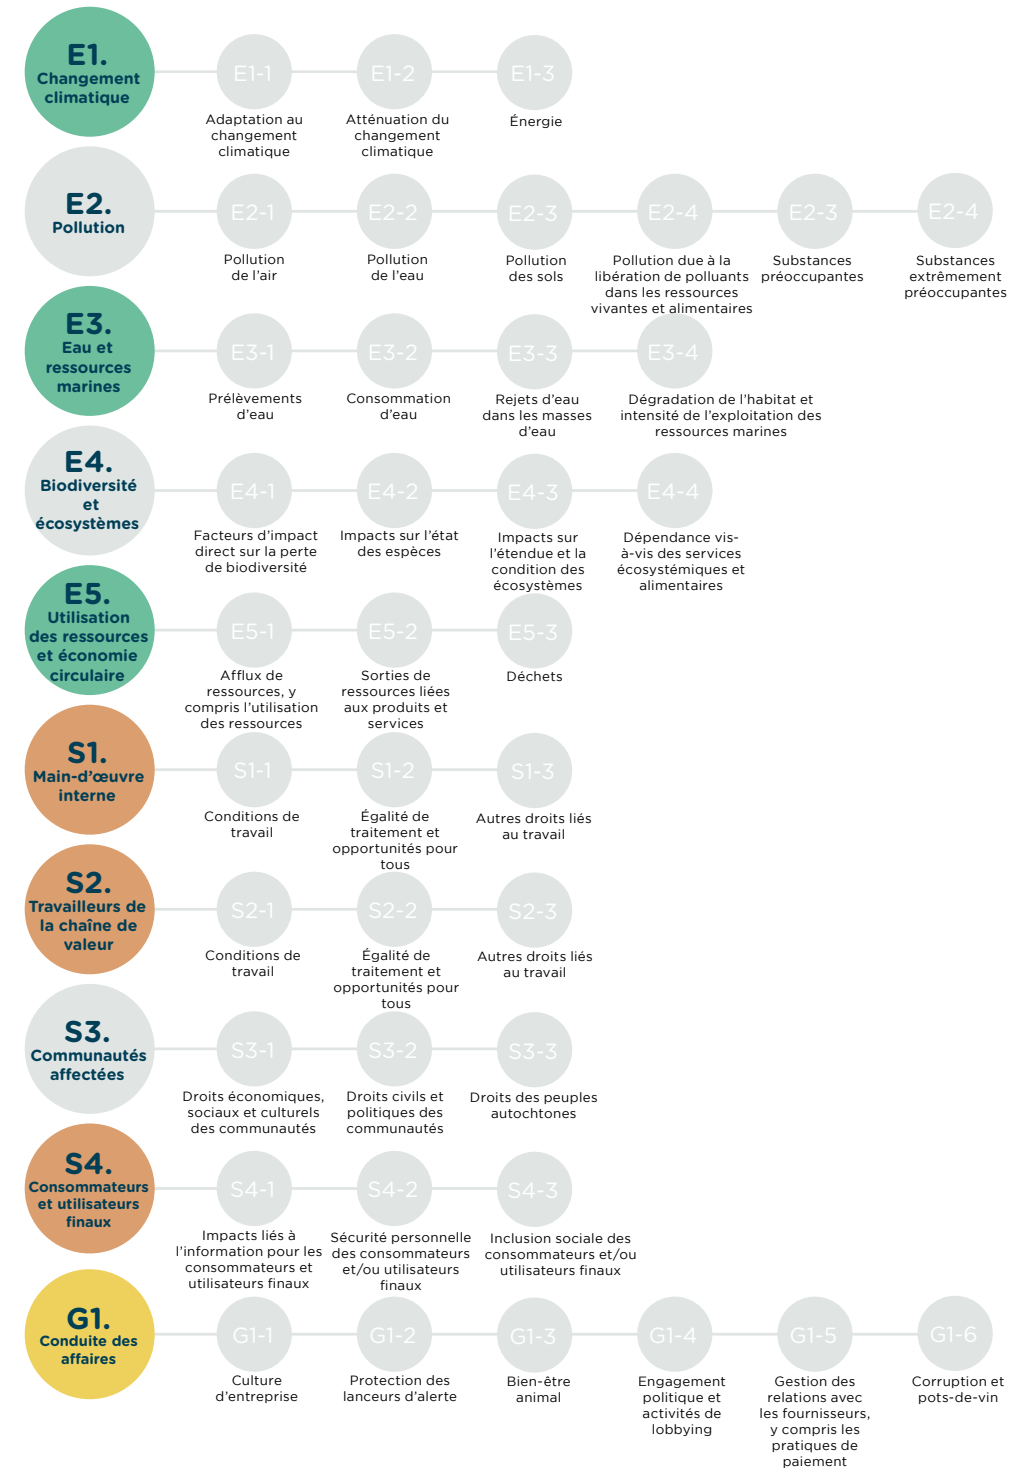 E1.
Changement
climatique
E1-1
E1-2
E1-3
Adaptation au
changement
climatique
Atténuation du
changement
climatique
Énergie
E2.
Pollution
E2-1
E2-2
E2-3
E2-4
E2-3
E2-4
Pollution
de l'air
Pollution
de l'eau
Pollution
des sols
Pollution due à la
libération de polluants
dans les ressources
vivantes et alimentaires
Substances
préoccupantes
Substances
extrêmement
préoccupantes
E3.
Eau et
ressources
marines
E3-1
E3-2
E3-3
E3-4
Prélèvements
d'eau
Consommation
d'eau
Rejets d'eau
dans les masses
d'eau
Dégradation de l'habitat et
intensité de l'exploitation des
ressources marines
E4.
Biodiversité
et
écosystèmes
E4-1
E4-2
E4-3
E4-4
Facteurs d'impact
direct sur la perte
de biodiversité
Impacts sur l'état
des espèces
Impacts sur
l'étendue et la
condition des
écosystèmes
Dépendance vis-
à-vis des services
écosystémiques et
alimentaires
E5.
Utilisation
des ressources
et économie
circulaire
E5-1
E5-2
E5-3
Afflux de
ressources, y
compris l'utilisation
des ressources
Sorties de
ressources liées
aux produits et
services
Déchets
S1.
Main-d'œuvre
interne
S1-1
S1-2
S1-3
Conditions de
travail
Égalité de
traitement et
opportunités pour
tous
Autres droits liés
au travail
S2.
Travailleurs de
la chaîne de
valeur
S2-1
S2-2
S2-3
Conditions de
travail
Égalité de
traitement et
opportunités pour
tous
Autres droits liés
au travail
S3.
Communautés
affectées
S3-1
S3-2
S3-3
Droits économiques,
sociaux et culturels
des communautés
Droits civils et
politiques des
communautés
Droits des peuples
autochtones
S4.
Consommateurs
et utilisateurs
finaux
S4-1
S4-2
S4-3
Impacts liés à
l'information pour les
consommateurs et
utilisateurs finaux
Sécurité personnelle
des consommateurs
et/ou utilisateurs
finaux
Inclusion sociale des
consommateurs et/ou
utilisateurs finaux
G1.
Conduite des
affaires
G1-1
G1-2
G1-3
G1-4
G1-5
G1-6
Culture
d'entreprise
Protection des
lanceurs d'alerte
Bien-être
animal
Engagement
politique et
activités de
lobbying
Gestion des
relations avec
les fournisseurs,
y compris les
pratiques de
paiement
Corruption et
pots-de-vin